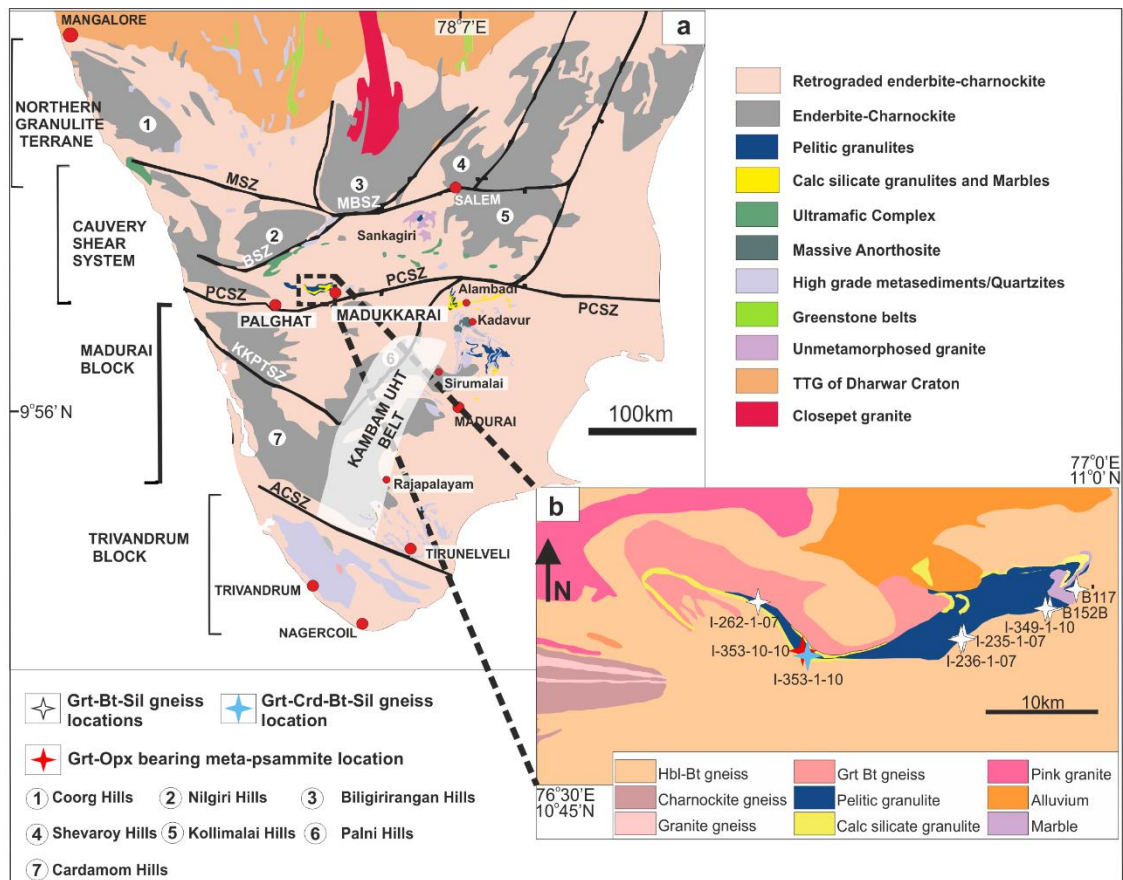 MANGALORE
78°7'E
a
NORTHERN
GRANULITE
TERRANE
1
4
MSZ
3
MBSZ
SALEM
CAUVERY
SHEAR
SYSTEM
2
BSZ
Sankagiri
5
PCSZ
PCSZ
Alambadi
PCSZ
PALGHAT
MADUKKARAI
Kadavur
MADURAI
BLOCK
KKPTSZ
6
Sirumalai
9°56' N
MADURAI
100km
KAMBAM UHT
BELT
7
Rajapalayam
ACSZ
TRIVANDRUM
BLOCK
TIRUNELVELI
TRIVANDRUM
NAGERCOIL
Retrograded enderbite-charnockite
Enderbite-Charnockite
Pelitic granulites
Calc silicate granulites and Marbles
Ultramafic Complex
Massive Anorthosite
High grade metasediments/Quartzites
Greenstone belts
Unmetamorphosed granite
TTG of Dharwar Craton
Closepet granite
77°0'E
11°0' N
b
N
B117
B152B
I-262-1-07
I-349-1-10
I-353-10-10
I-235-1-07
I-236-1-07
I-353-1-10
10km
Hbl-Bt gneiss
Grt Bt gneiss
Pink granite
Charnockite gneiss
Pelitic granulite
Alluvium
Granite gneiss
Calc silicate granulite
Marble
76°30'E
10°45'N
Grt-Bt-Sil gneiss
locations
Grt-Crd-Bt-Sil gneiss
location
Grt-Opx bearing meta-psammite location
1 Coorg Hills
2 Nilgiri Hills
3 Biligirirangan Hills
4 Shevaroy Hills
5 Kollimalai Hills
6 Palni Hills
7 Cardamom Hills